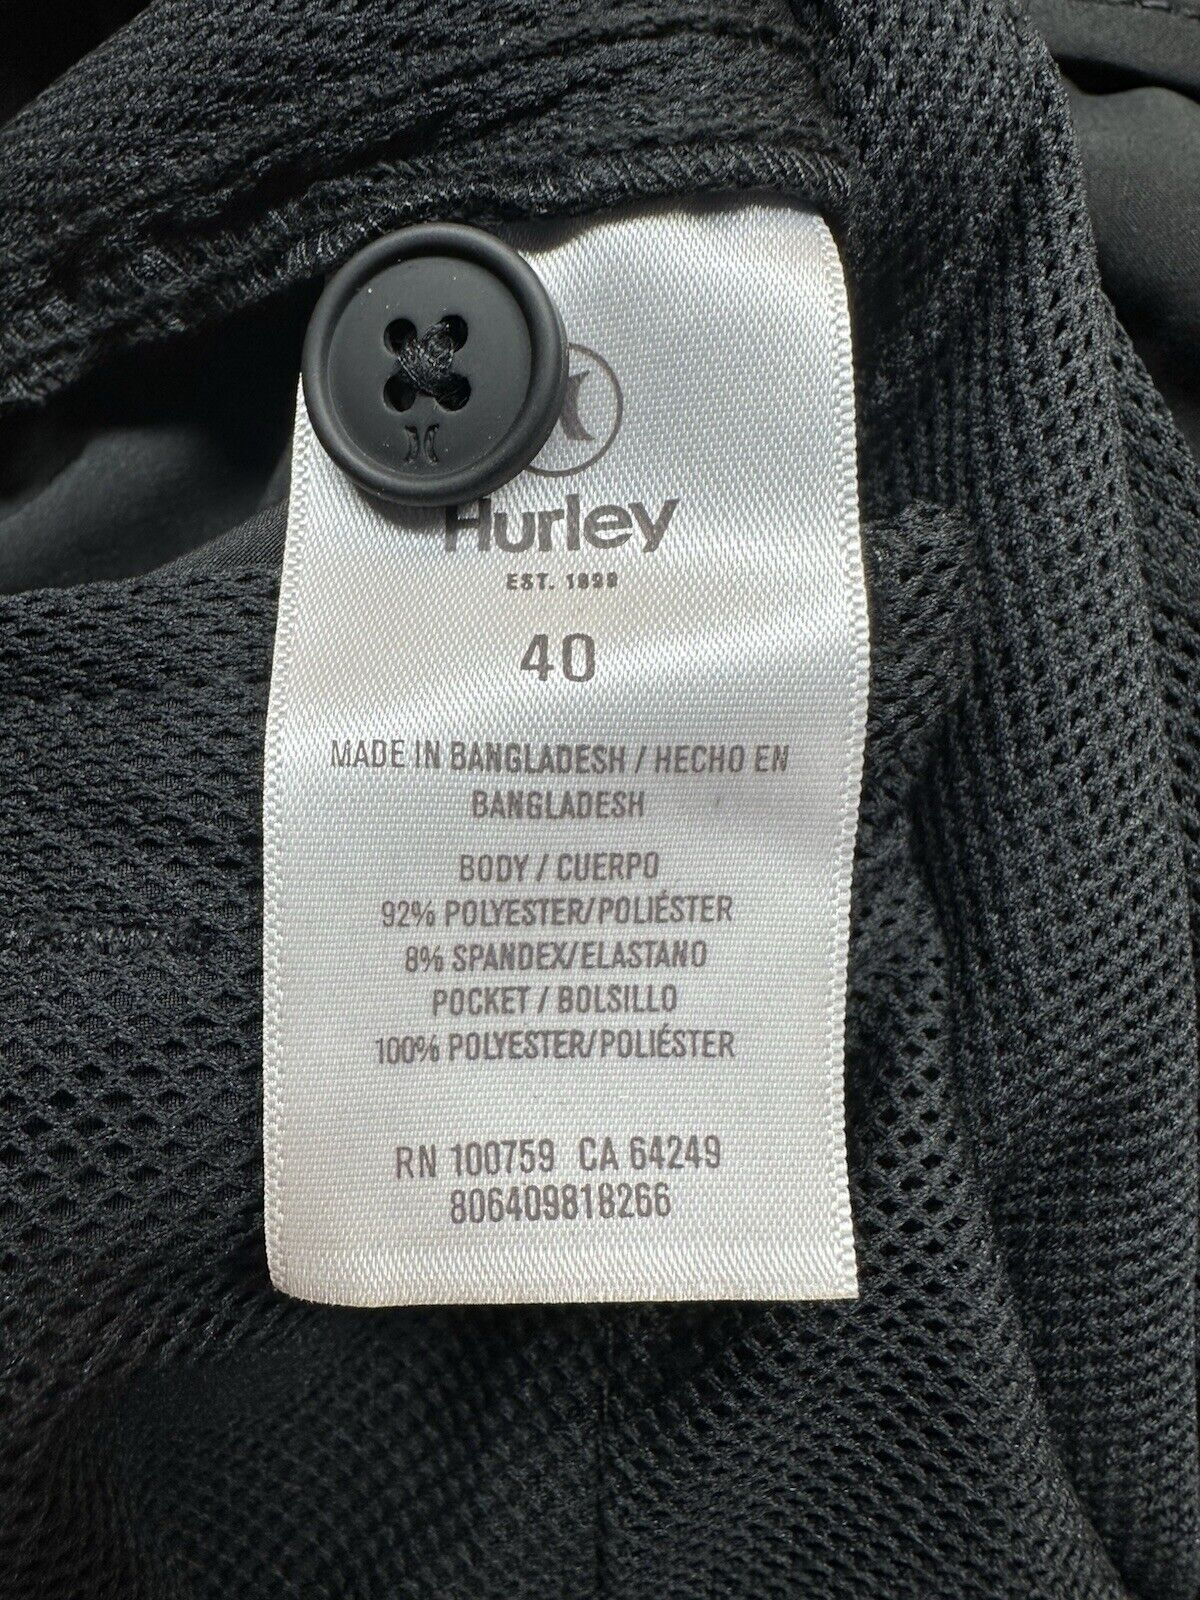 Hurley
EST. 1999
40
MADE IN BANGLADESH / HECHO EN
BANGLADESH
BODY / CUERPO
92% POLYESTER/POLIÉSTER
8% SPANDEX/ELASTANO
POCKET / BOLSILLO
100% POLYESTER/POLIÉSTER
RN 100759 CA 64249
806409818266